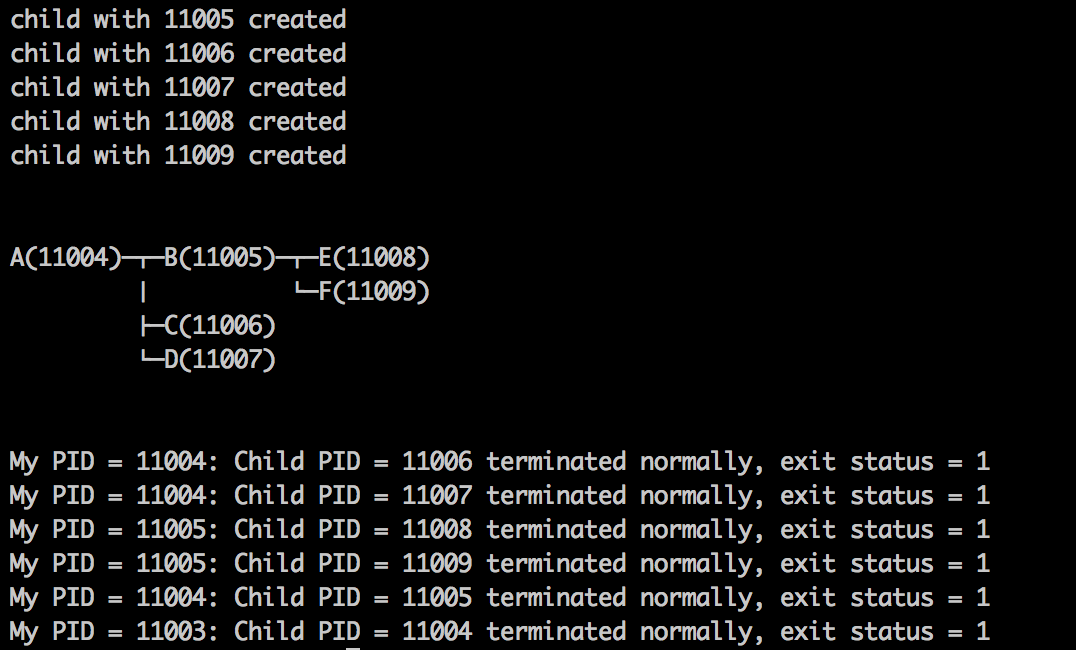 child with 11005 created
child with 11006 created
child with 11007 created
child with 11008 created
child with 11009 created
A(11004)─┬─B(11005)─┬─E(11008)
         |          └─F(11009)
         ├─C(11006)
         └─D(11007)
My PID = 11004: Child PID = 11006 terminated normally, exit status = 1
My PID = 11004: Child PID = 11007 terminated normally, exit status = 1
My PID = 11005: Child PID = 11008 terminated normally, exit status = 1
My PID = 11005: Child PID = 11009 terminated normally, exit status = 1
My PID = 11004: Child PID = 11005 terminated normally, exit status = 1
My PID = 11003: Child PID = 11004 terminated normally, exit status = 1